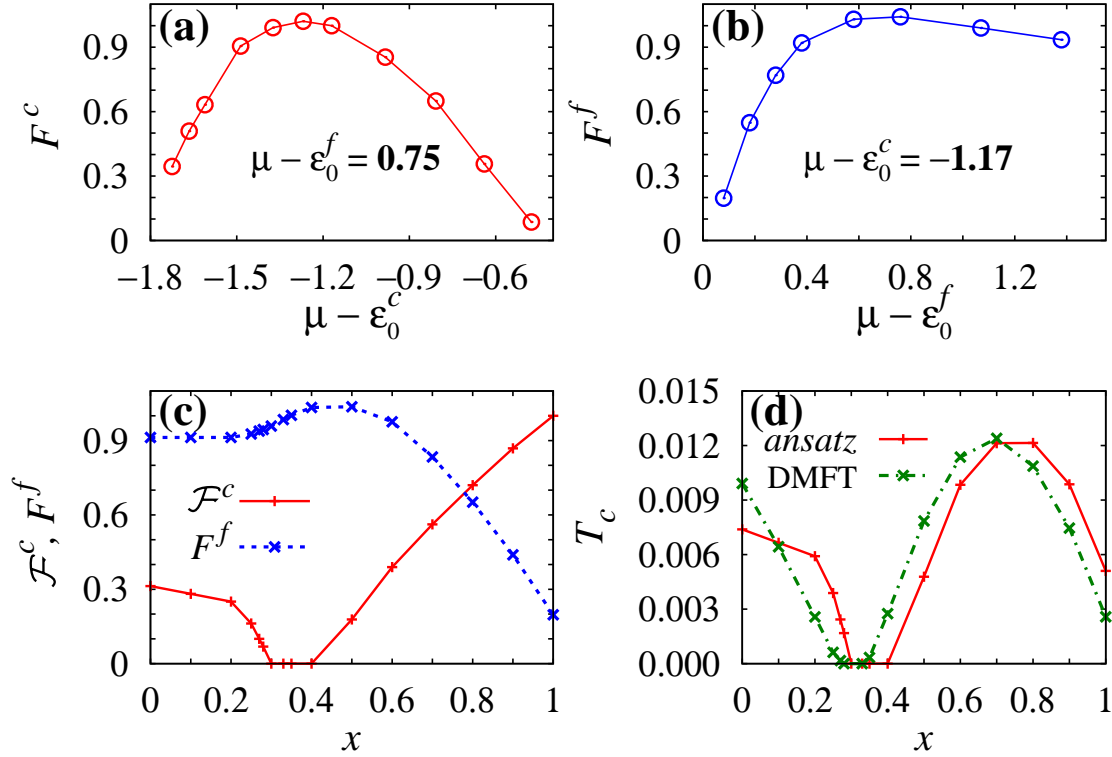 (a)
F^c
0.9
0.6
0.3
0
μ − ε_0^f = 0.75
−1.8 −1.5 −1.2 −0.9 −0.6
μ − ε_0^c
(b)
F^f
0.9
0.6
0.3
0
μ − ε_0^c = −1.17
0 0.4 0.8 1.2
μ − ε_0^f
(c)
ℱ^c, F^f
0.9
0.6
0.3
0
ℱ^c
F^f
0 0.2 0.4 0.6 0.8 1
x
(d)
T_c
0.015
0.012
0.009
0.006
0.003
0.000
ansatz
DMFT
0 0.2 0.4 0.6 0.8 1
x